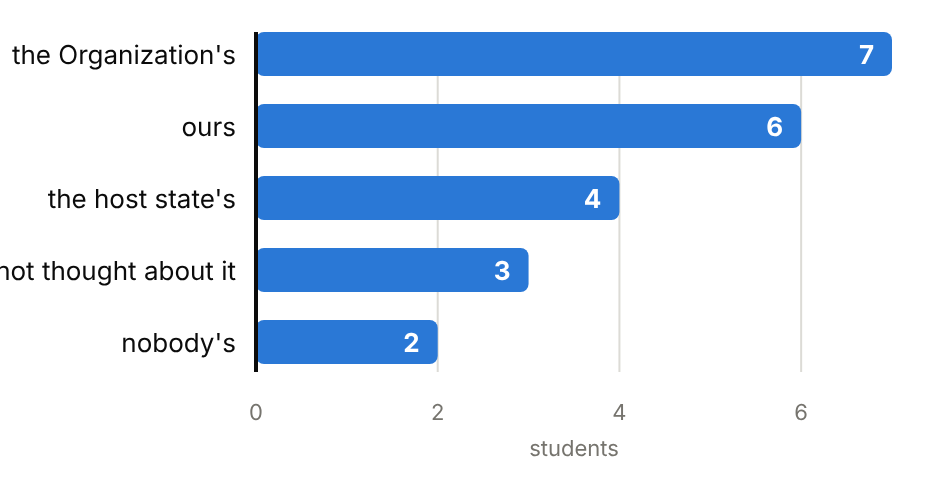 the Organization's 7
ours 6
the host state's 4
not thought about it 3
nobody's 2
0 2 4 6
students